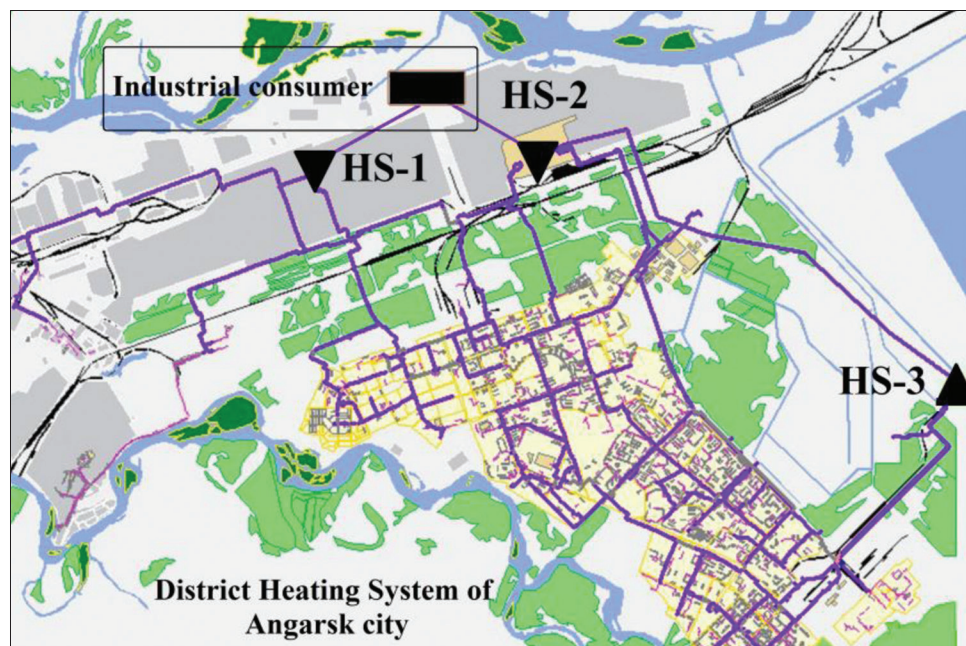 Industrial consumer
HS-2
HS-1
HS-3
District Heating System of
Angarsk city